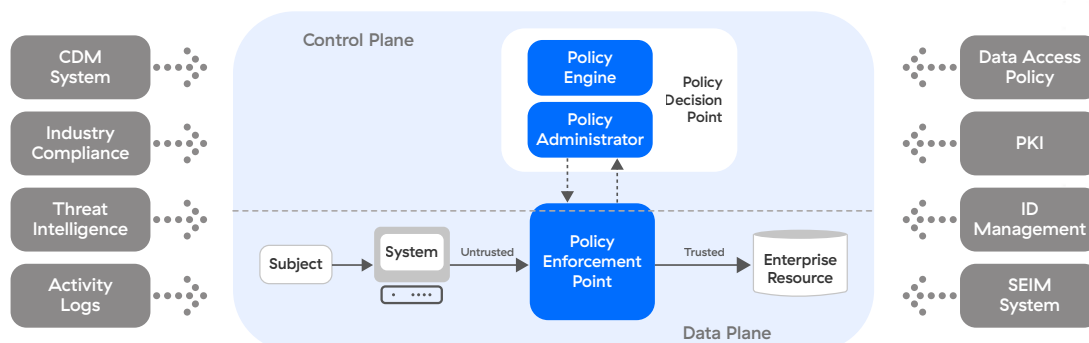 CDM
System
Industry
Compliance
Threat
Intelligence
Activity
Logs
Control Plane
Policy
Engine
Policy
Administrator
Policy
Decision
Point
Subject
System
Untrusted
Policy
Enforcement
Point
Trusted
Enterprise
Resource
Data Plane
Data Access
Policy
PKI
ID
Management
SEIM
System